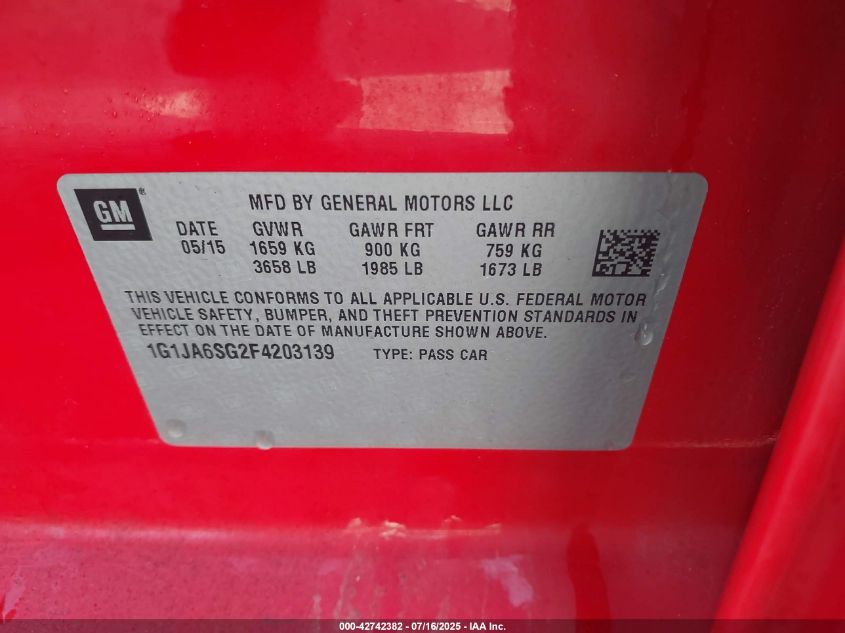 GM®
MFD BY GENERAL MOTORS LLC
DATE GVWR GAWR FRT GAWR RR
05/15 1659 KG 900 KG 759 KG
3658 LB 1985 LB 1673 LB
THIS VEHICLE CONFORMS TO ALL APPLICABLE U.S. FEDERAL MOTOR
VEHICLE SAFETY, BUMPER, AND THEFT PREVENTION STANDARDS IN
EFFECT ON THE DATE OF MANUFACTURE SHOWN ABOVE.
1G1JA6SG2F4203139 TYPE: PASS CAR
000-42742382 - 07/16/2025 - IAA Inc.